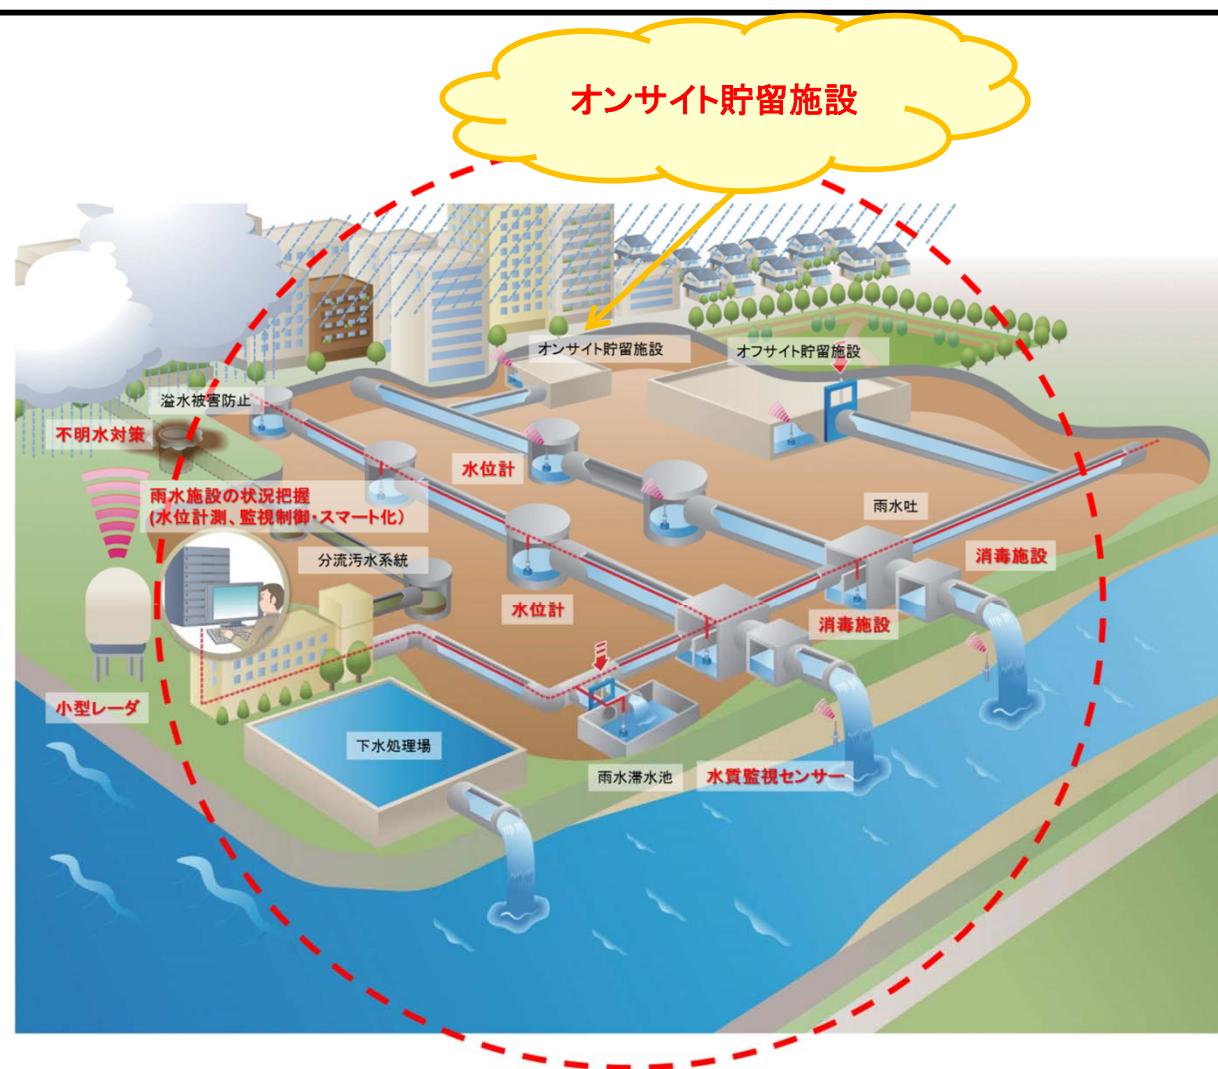 オンサイト貯留施設
オンサイト貯留施設
オフサイト貯留施設
溢水被害防止
不明水対策
水位計
雨水施設の状況把握
(水位計測、監視制御・スマート化)
雨水吐
分流汚水系統
消毒施設
水位計
消毒施設
小型レーダ
下水処理場
雨水滞水池
水質監視センサー